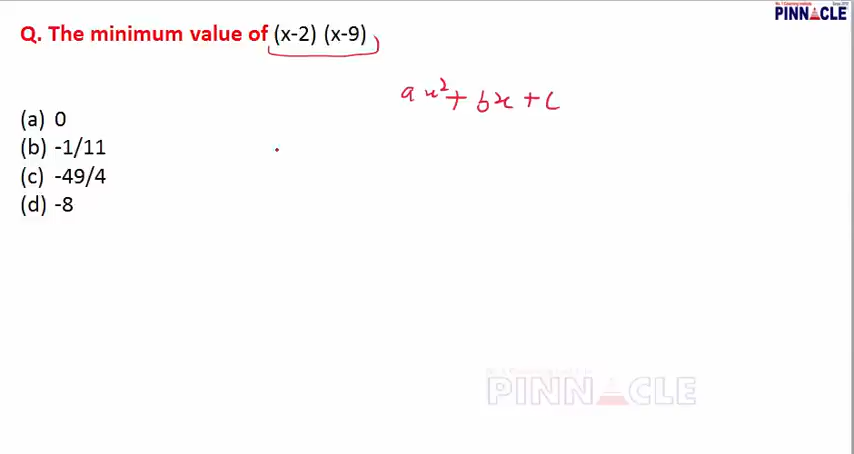 PINNACLE
Q. The minimum value of (x-2) (x-9)
ax²+ bx + c
(a) 0
(b) -1/11
(c) -49/4
(d) -8
PINNACLE